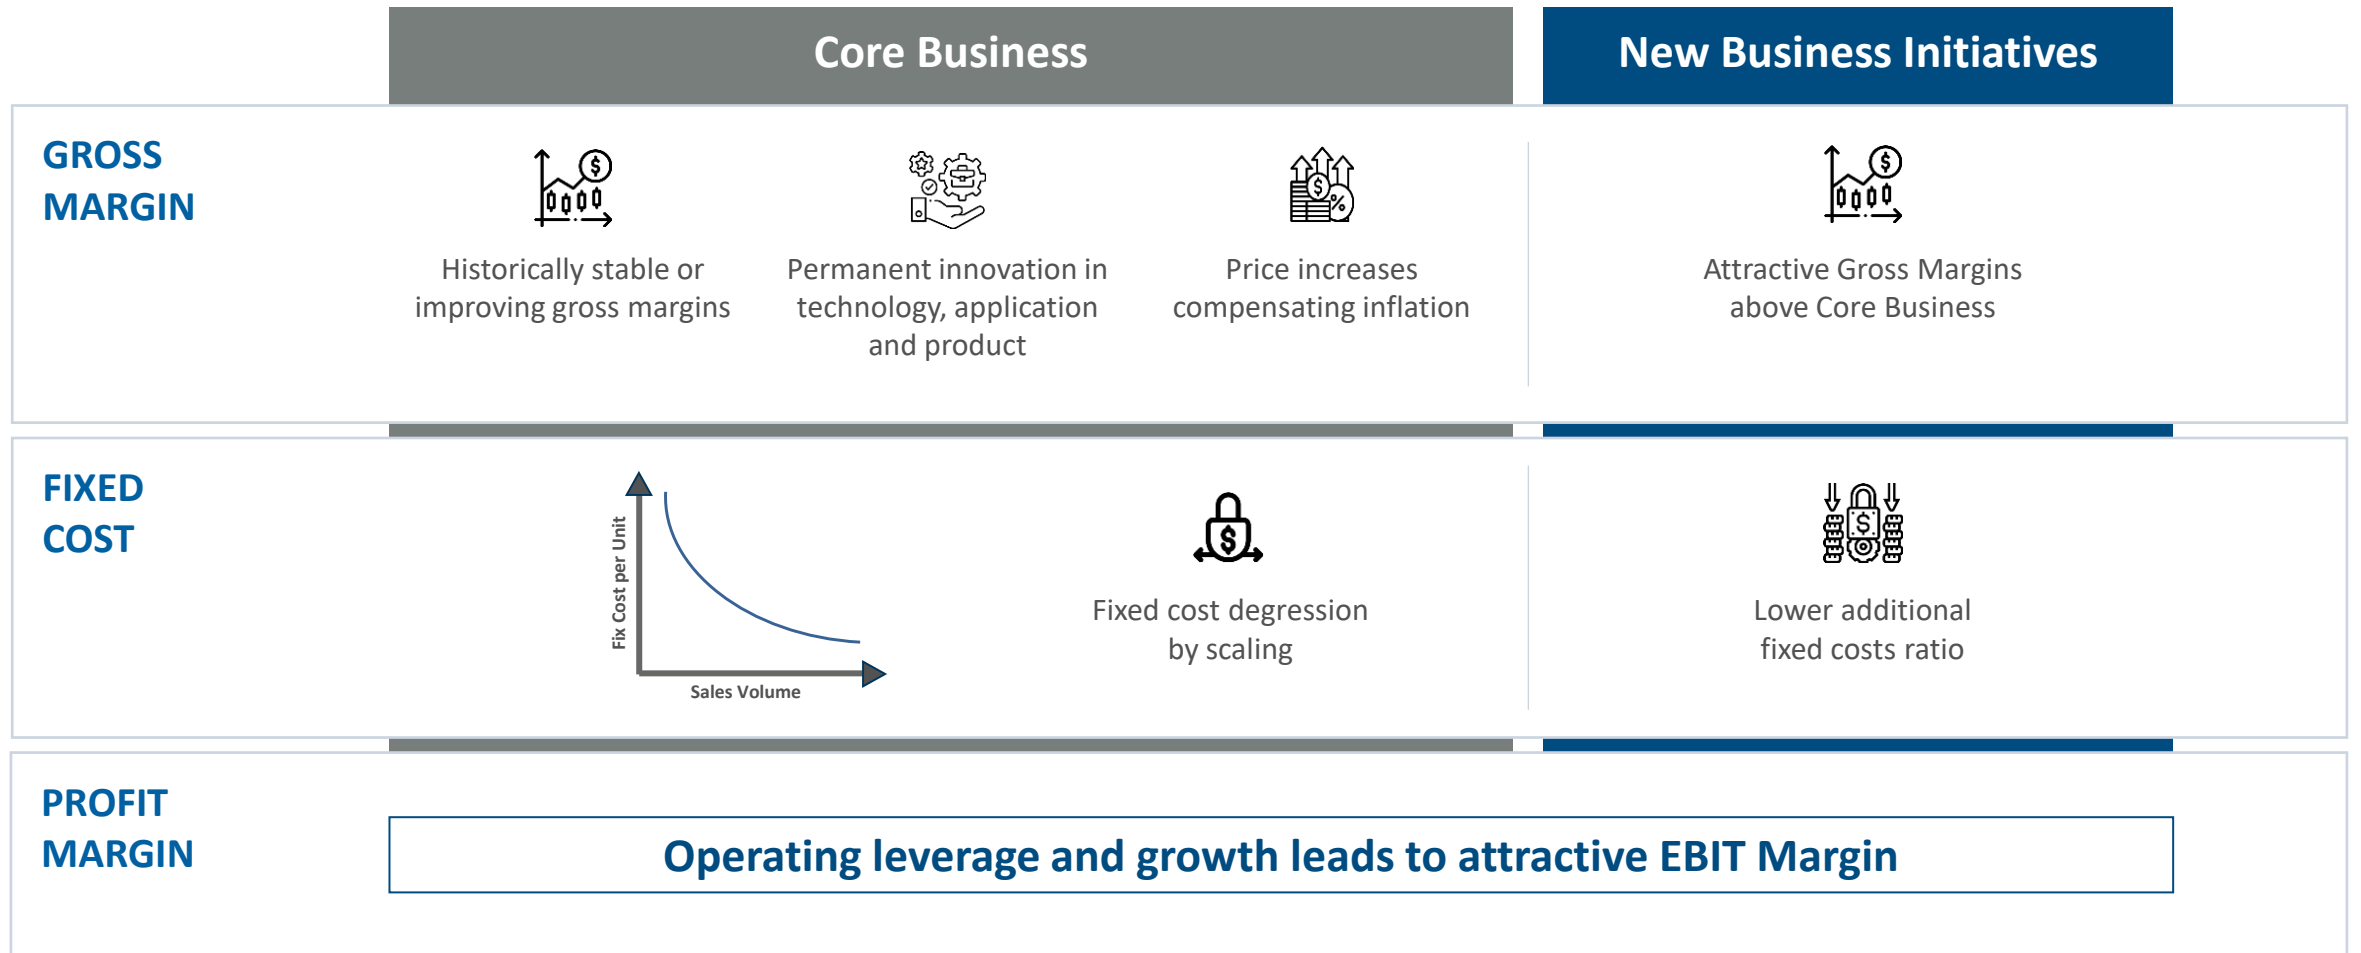 Core Business
New Business Initiatives
GROSS
MARGIN
Historically stable or
improving gross margins
Permanent innovation in
technology, application
and product
Price increases
compensating inflation
Attractive Gross Margins
above Core Business
FIXED
COST
Fix Cost per Unit
Sales Volume
Fixed cost degression
by scaling
Lower additional
fixed costs ratio
PROFIT
MARGIN
Operating leverage and growth leads to attractive EBIT Margin